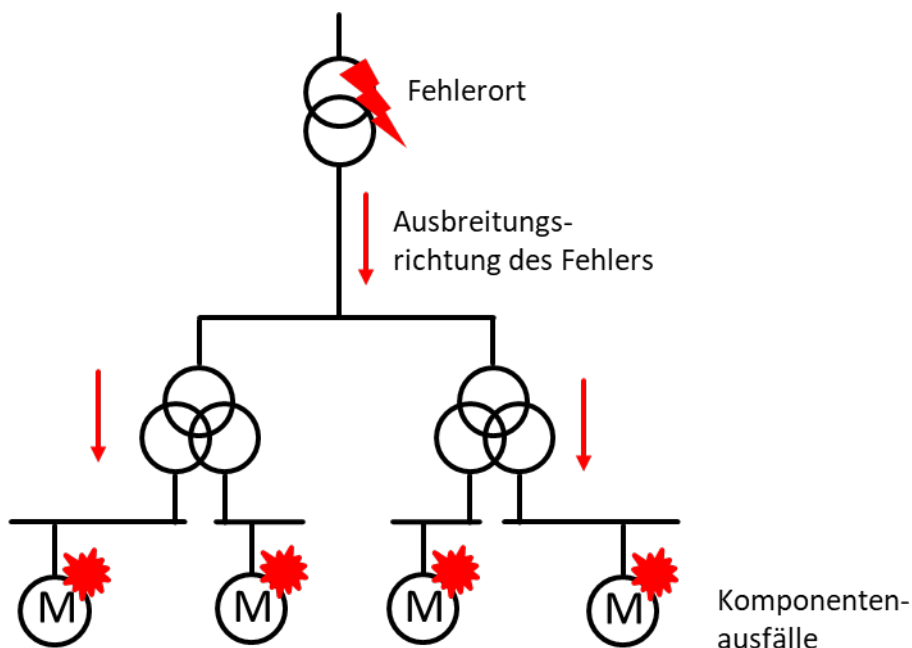 Fehlerort
Ausbreitungs-
richtung des Fehlers
M
M
M
M
Komponenten-
ausfälle